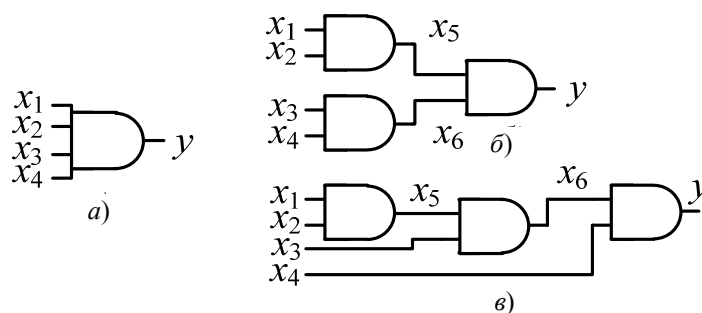 x₁
x₂
x₃
x₄
y
а)
x₁
x₂
x₅
x₃
x₄
x₆
y
б)
x₁
x₂
x₃
x₄
x₅
x₆
y
в)